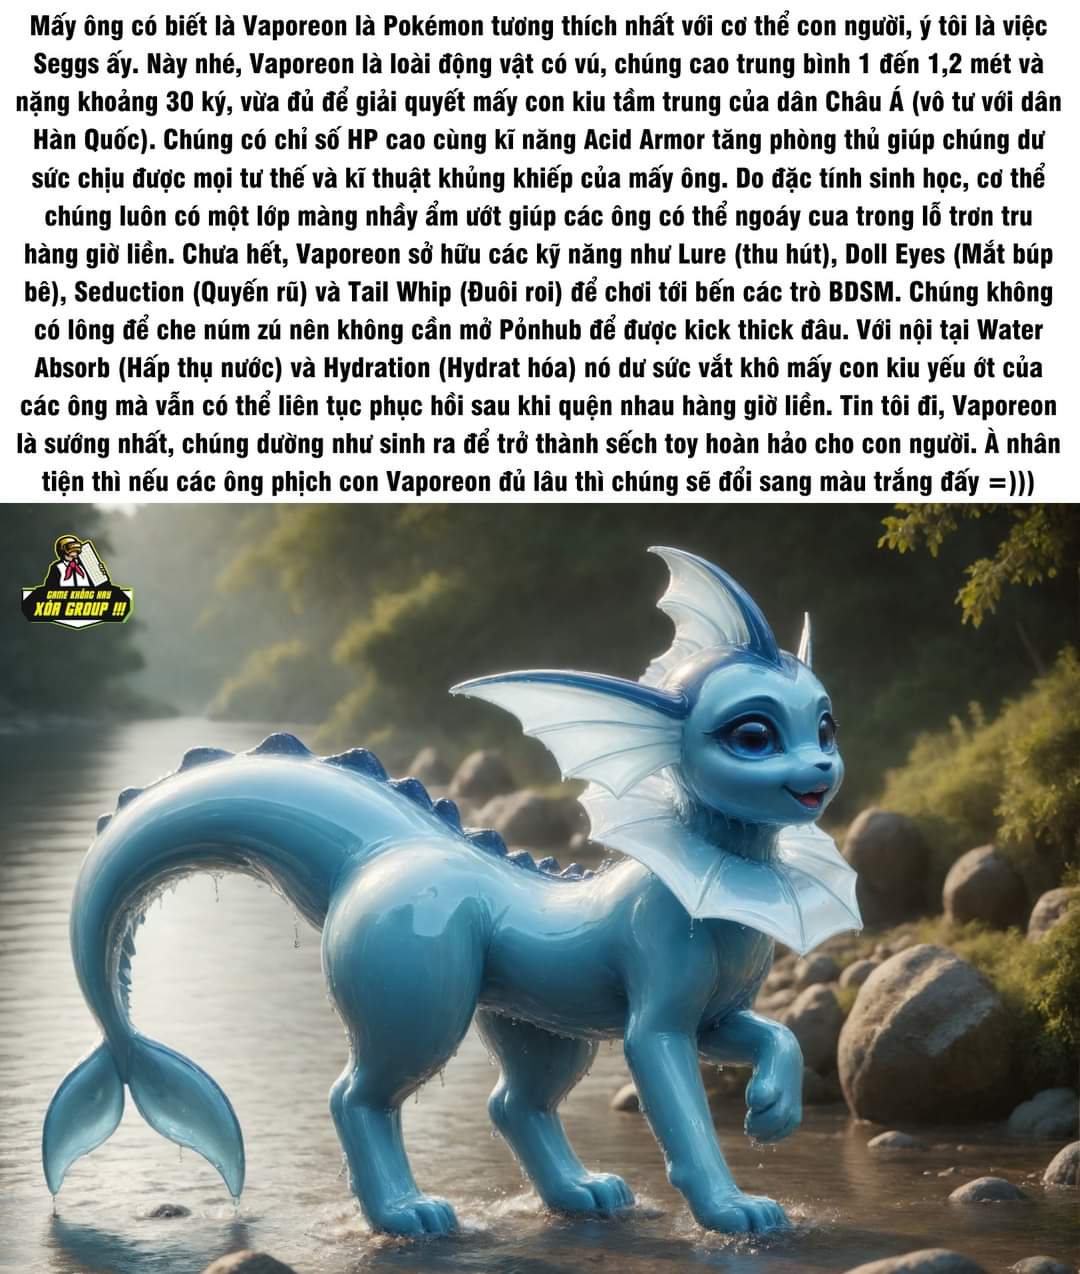 Mấy ông có biết là Vaporeon là Pokémon tương thích nhất với cơ thể con người, ý tôi là việc
Seggs ấy. Này nhé, Vaporeon là loài động vật có vú, chúng cao trung bình 1 đến 1,2 mét và
nặng khoảng 30 ký, vừa đủ để giải quyết mấy con kiu tầm trung của dân Châu Á (vô tư với dân
Hàn Quốc). Chúng có chỉ số HP cao cùng kĩ năng Acid Armor tăng phòng thủ giúp chúng dư
sức chịu được mọi tư thế và kĩ thuật khủng khiếp của mấy ông. Do đặc tính sinh học, cơ thể
chúng luôn có một lớp màng nhầy ẩm ướt giúp các ông có thể ngoáy cua trong lỗ trơn tru
hàng giờ liền. Chưa hết, Vaporeon sở hữu các kỹ năng như Lure (thu hút), Doll Eyes (Mắt búp
bê), Seduction (Quyến rũ) và Tail Whip (Đuôi roi) để chơi tới bến các trò BDSM. Chúng không
có lông để che núm zú nên không cần mở Pỏnhub để được kick thick đâu. Với nội tại Water
Absorb (Hấp thụ nước) và Hydration (Hydrat hóa) nó dư sức vắt khô mấy con kiu yếu ớt của
các ông mà vẫn có thể liên tục phục hồi sau khi quện nhau hàng giờ liền. Tin tôi đi, Vaporeon
là sướng nhất, chúng dường như sinh ra để trở thành sếch toy hoàn hảo cho con người. À nhân
tiện thì nếu các ông phịch con Vaporeon đủ lâu thì chúng sẽ đổi sang màu trắng đấy =)))
GAME KHÔNG HAY
XÓA GROUP !!!